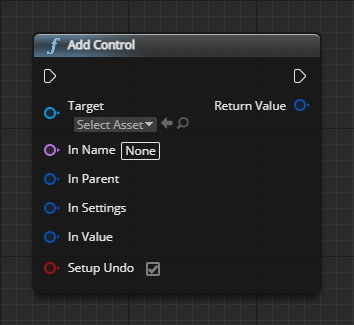 Add Control
Target
Return Value
Select Asset
In Name None
In Parent
In Settings
In Value
Setup Undo